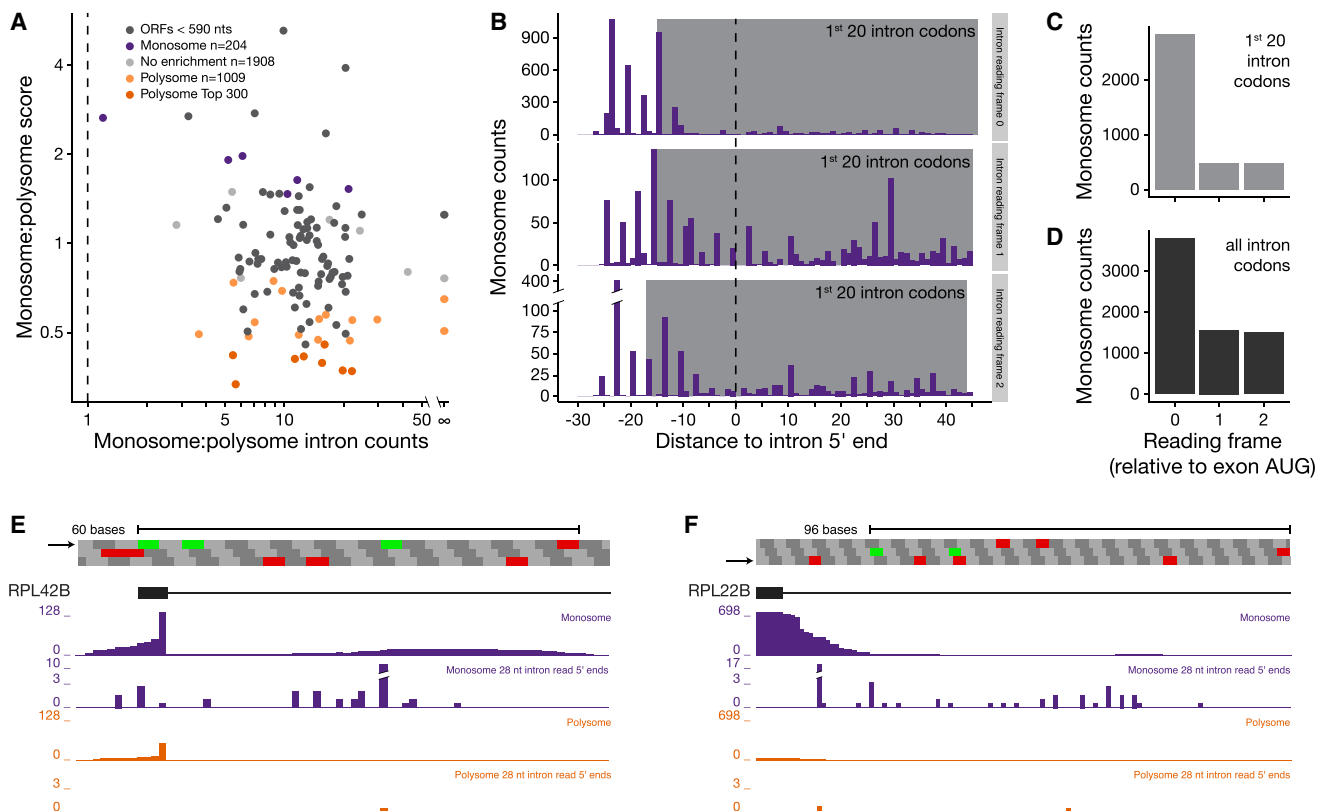 A
ORFs < 590 nts
Monosome n=204
No enrichment n=1908
Polysome n=1009
Polysome Top 300
Monosome:polysome score
4
2
1
0.5
1
5
10
50
∞
Monosome:polysome intron counts
B
Monosome counts
900
600
300
0
1st 20 intron codons
Intron reading frame 0
100
50
0
1st 20 intron codons
Intron reading frame 1
400
100
75
50
25
0
1st 20 intron codons
Intron reading frame 2
-30
-20
-10
0
10
20
30
40
Distance to intron 5' end
C
Monosome counts
2000
1000
0
1st 20
intron
codons
D
Monosome counts
3000
2000
1000
0
all intron
codons
0
1
2
Reading frame
(relative to exon AUG)
E
60 bases
RPL42B
128
0
Monosome
10
3
0
Monosome 28 nt intron read 5' ends
128
0
Polysome
3
0
Polysome 28 nt intron read 5' ends
F
96 bases
RPL22B
698
0
Monosome
17
3
0
Monosome 28 nt intron read 5' ends
698
0
Polysome
3
0
Polysome 28 nt intron read 5' ends